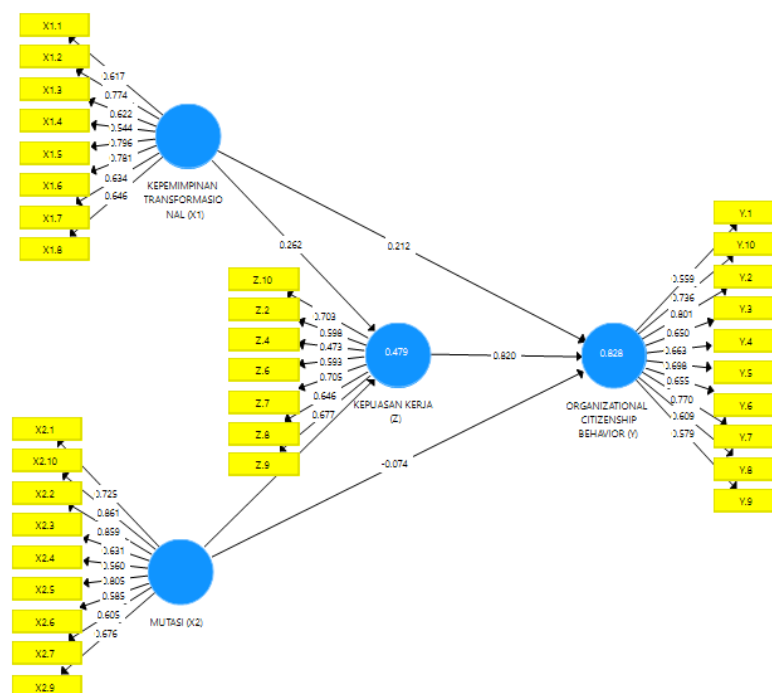 X1.1
X1.2
X1.3
X1.4
X1.5
X1.6
X1.7
X1.8
0.617
0.774
0.622
0.544
0.796
0.781
0.634
0.646
KEPEMIMPINAN
TRANSFORMASIO
NAL (X1)
0.262
0.212
Z.10
Z.2
Z.4
Z.6
Z.7
Z.8
Z.9
0.703
0.598
0.473
0.593
0.705
0.646
0.677
0.479
KEPUASAN KERJA
(Z)
0.820
-0.074
0.828
ORGANIZATIONAL
CITIZENSHIP
BEHAVIOR (Y)
Y.1
Y.10
Y.2
Y.3
Y.4
Y.5
Y.6
Y.7
Y.8
Y.9
0.559
0.736
0.801
0.650
0.663
0.698
0.655
0.770
0.609
0.579
X2.1
X2.10
X2.2
X2.3
X2.4
X2.5
X2.6
X2.7
X2.9
0.725
0.861
0.859
0.631
0.560
0.805
0.585
0.605
0.676
MUTASI (X2)